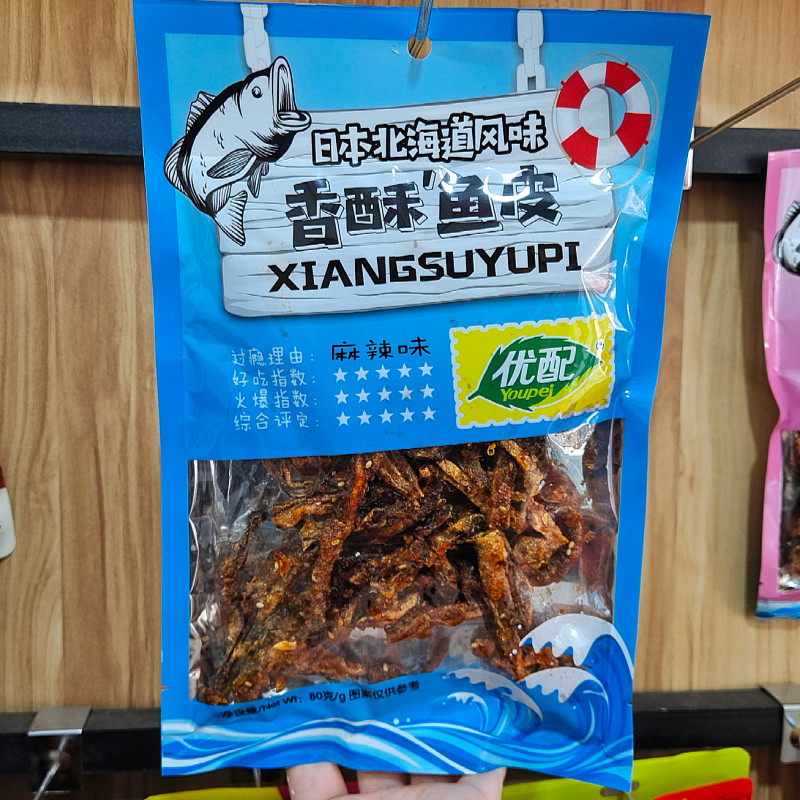 日本北海道风味
香酥鱼皮
XIANGSUYUPI
过瘾理由: 麻辣味
好吃指数: ★★★★★
火爆指数: ★★★★★
综合评定: ★★★★★
优配
Youpei
净含量/Net Wt: 80克/g 图案仅供参考